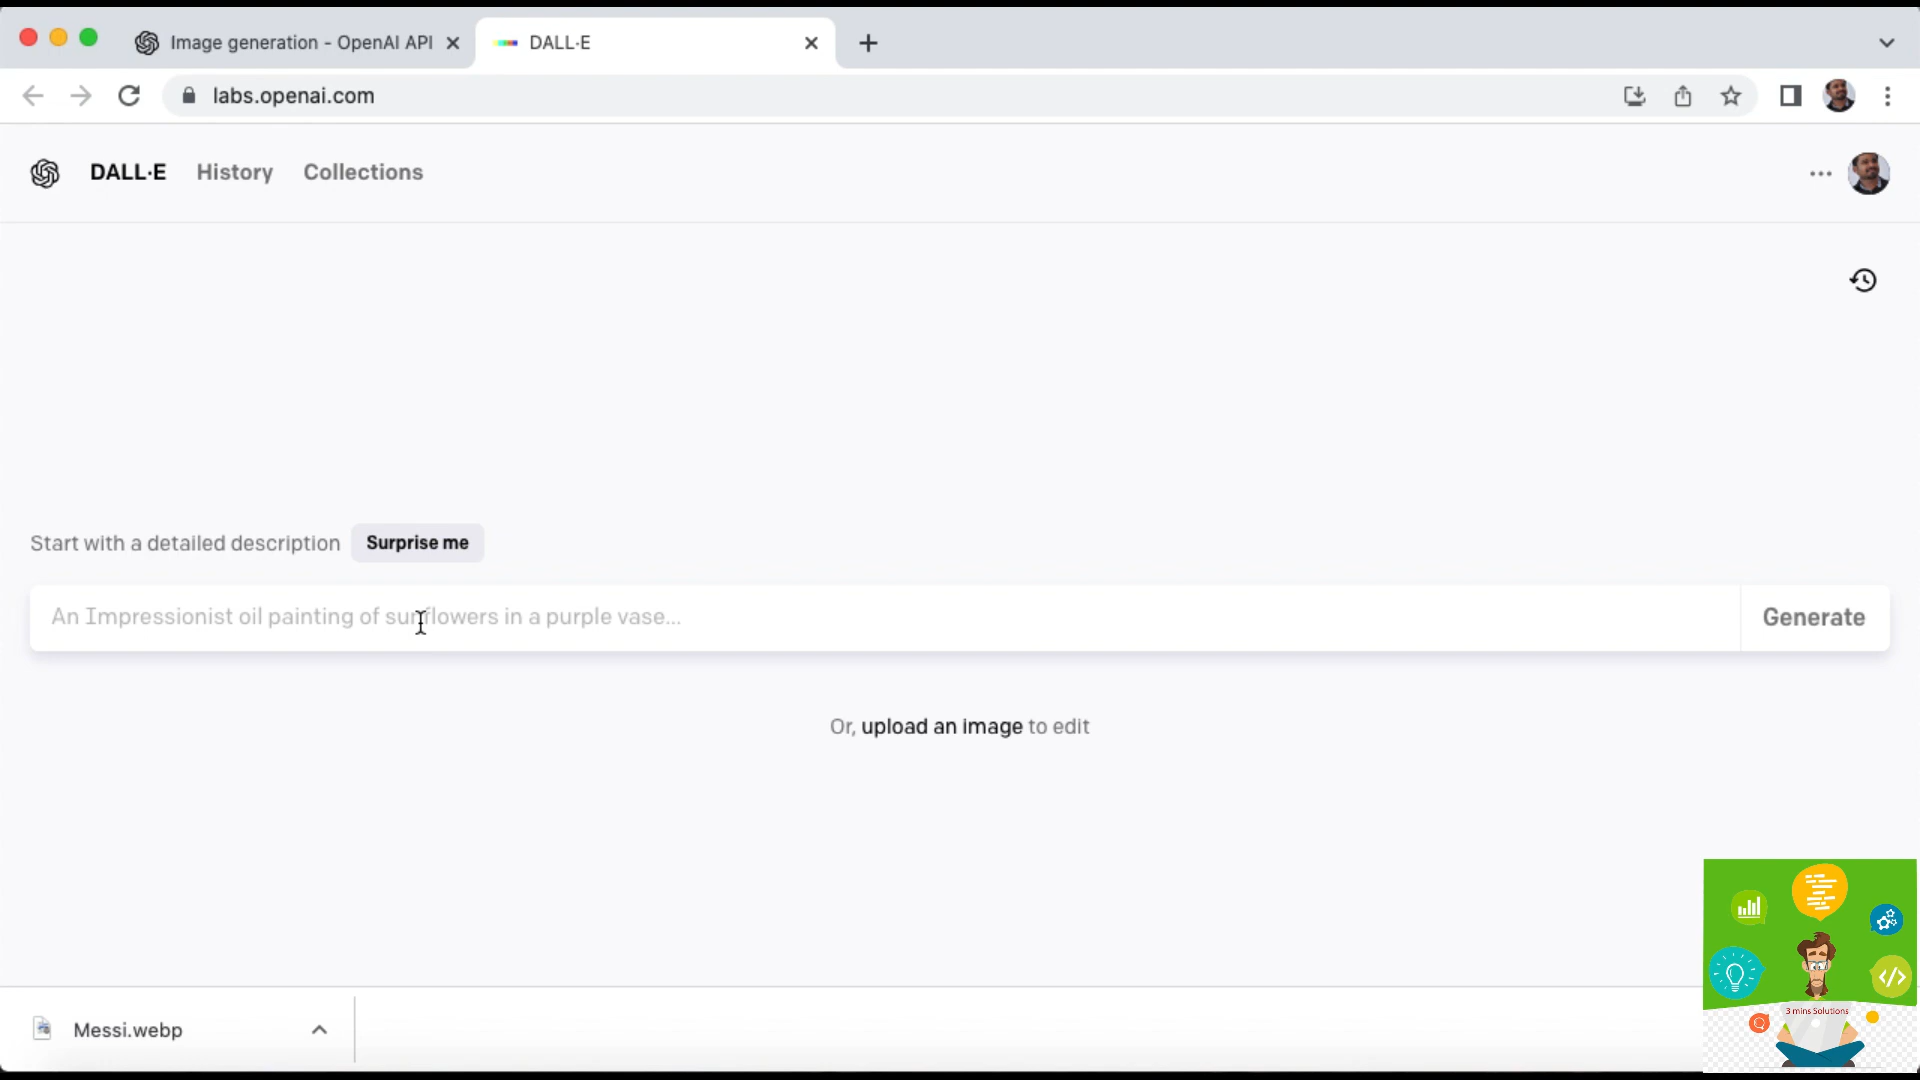 Image generation - OpenAI API
DALL·E
labs.openai.com
DALL·E History Collections
Start with a detailed description Surprise me
An Impressionist oil painting of sunflowers in a purple vase...
Generate
Or, upload an image to edit
Messi.webp
3 mins Solutions